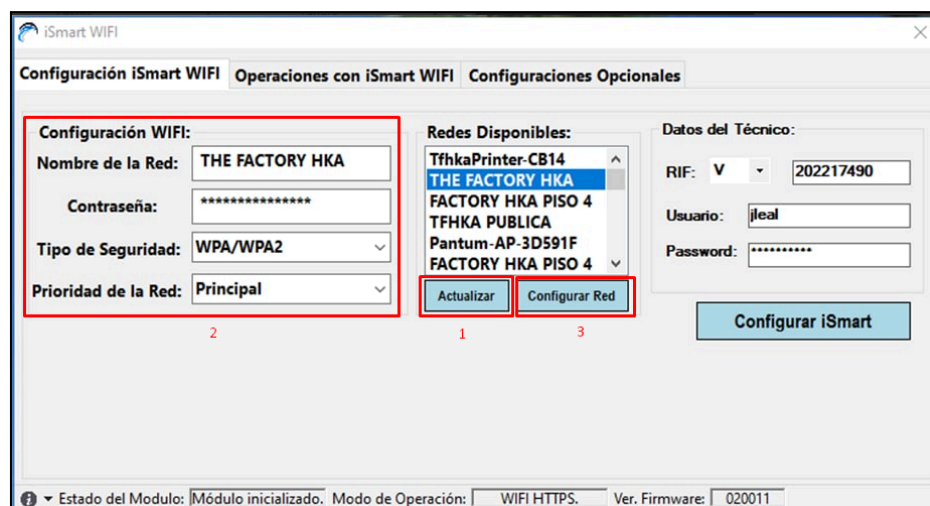 iSmart WIFI
Configuración iSmart WIFI
Operaciones con iSmart WIFI
Configuraciones Opcionales
Configuración WIFI:
Nombre de la Red: THE FACTORY HKA
Contraseña: ***************
Tipo de Seguridad: WPA/WPA2
Prioridad de la Red: Principal
2
Redes Disponibles:
TfhkaPrinter-CB14
THE FACTORY HKA
FACTORY HKA PISO 4
TFHKA PUBLICA
Pantum-AP-3D591F
FACTORY HKA PISO 4
Actualizar
Configurar Red
1
3
Datos del Técnico:
RIF: V 202217490
Usuario: jleal
Password: **********
Configurar iSmart
Estado del Modulo: Módulo inicializado. Modo de Operación: WIFI HTTPS. Ver. Firmware: 020011